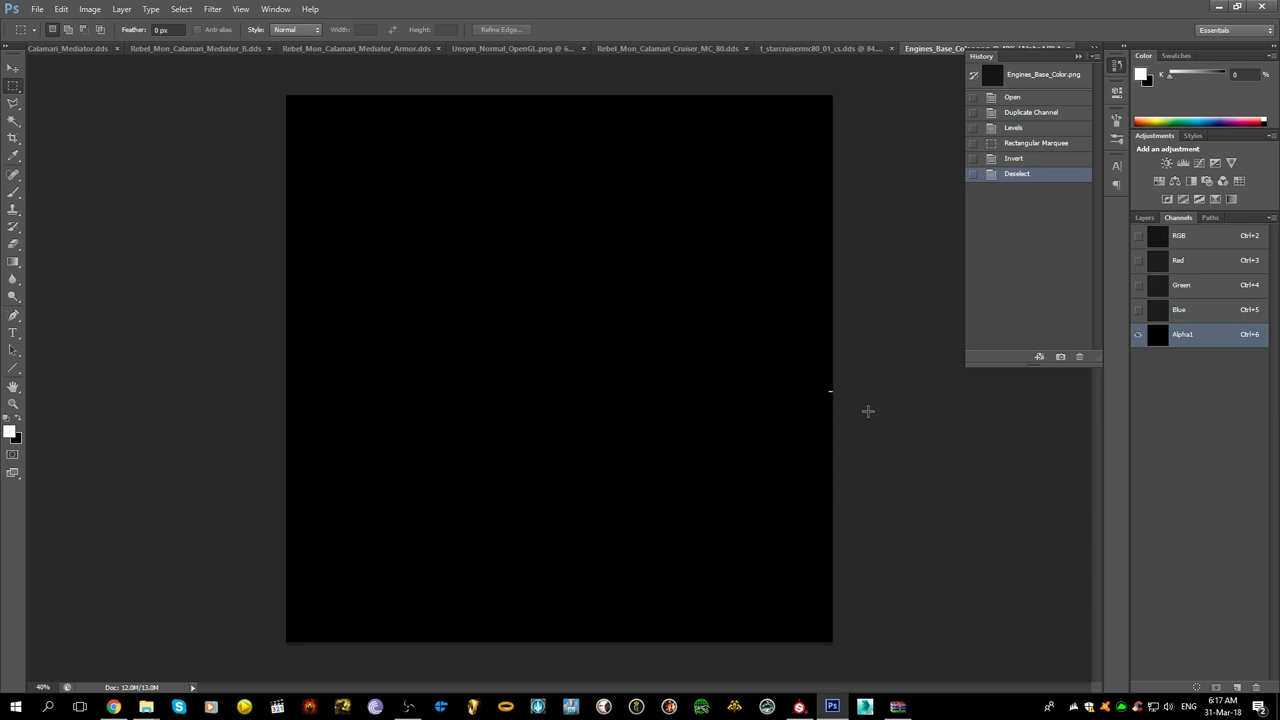 Ps File Edit Image Layer Type Select Filter View Window Help
Feather: 0 px Anti-alias Style: Normal Width: Height: Refine Edge... Essentials
Calamari_Mediator.dds × Rebel_Mon_Calamari_Mediator_B.dds × Rebel_Mon_Calamari_Mediator_Armor.dds × Unsym_Normal_OpenGL.png @ 6... × Rebel_Mon_Calamari_Cruiser_MC_80.dds × t_starcruisermc80_01_cs.dds @ 84.... ×
History
Engines_Base_Color.png
Open
Duplicate Channel
Levels
Rectangular Marquee
Invert
Deselect
Color Swatches
K 0 %
Adjustments Styles
Add an adjustment
Layers Channels Paths
RGB Ctrl+2
Red Ctrl+3
Green Ctrl+4
Blue Ctrl+5
Alpha1 Ctrl+6
40% Doc: 12.0M/13.0M
ENG 6:17 AM
31-Mar-18